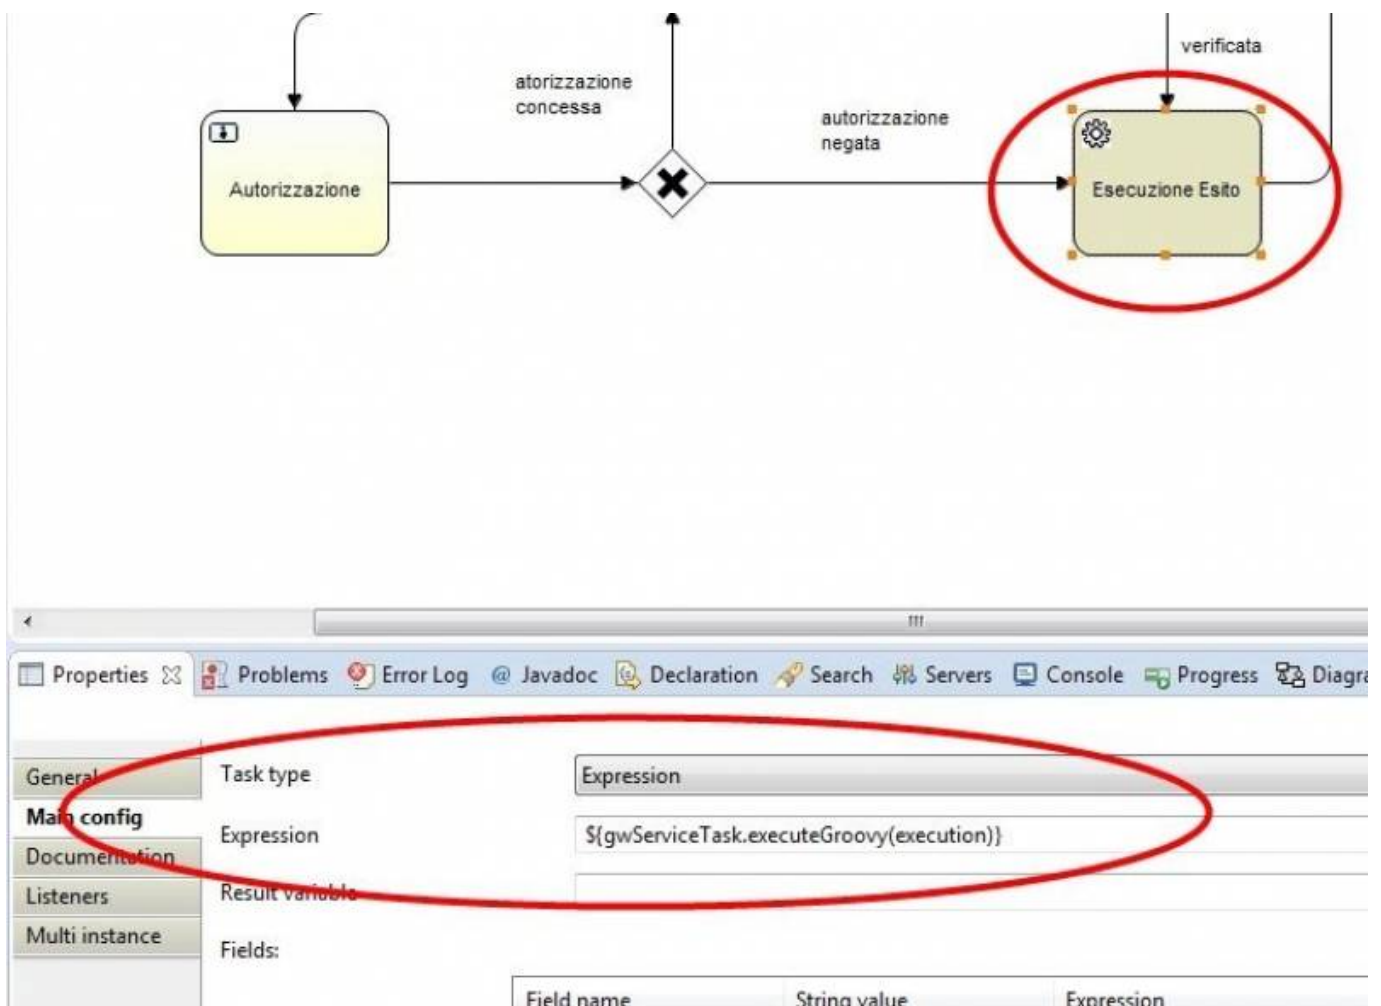 verificata
atorizzazione
concessa
autorizzazione
negata
Autorizzazione
Esecuzione Esito
Properties Problems Error Log @ Javadoc Declaration Search Servers Console Progress Diagra
General
Task type
Expression
Main config
Expression
${gwServiceTask.executeGroovy(execution)}
Documentation
Listeners
Result variable
Multi instance
Fields:
Field name String value Expression